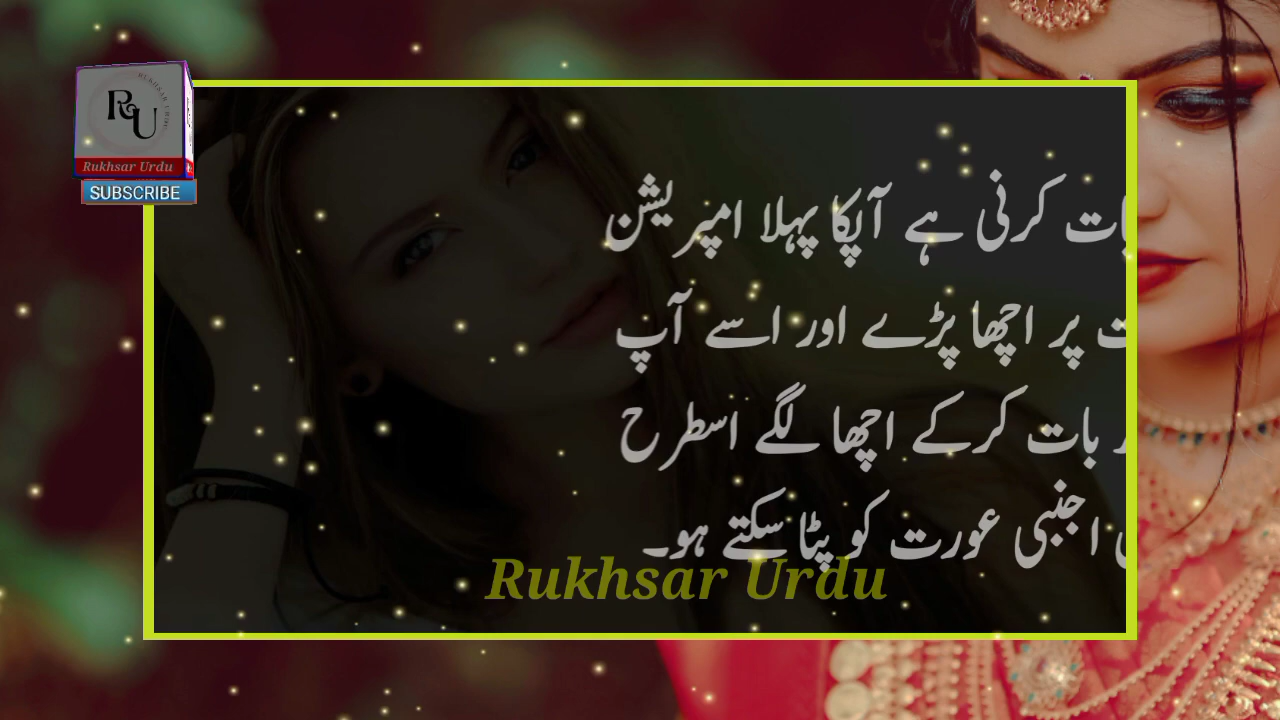 RU
Rukhsar Urdu
SUBSCRIBE
کرنی ہے آپکا پہلا امپریشن
پر اچھا پڑے اور اسے آپ
بات کرکے اچھا لگے اسطرح
اجنبی عورت کو پٹا سکتے ہو۔
Rukhsar Urdu